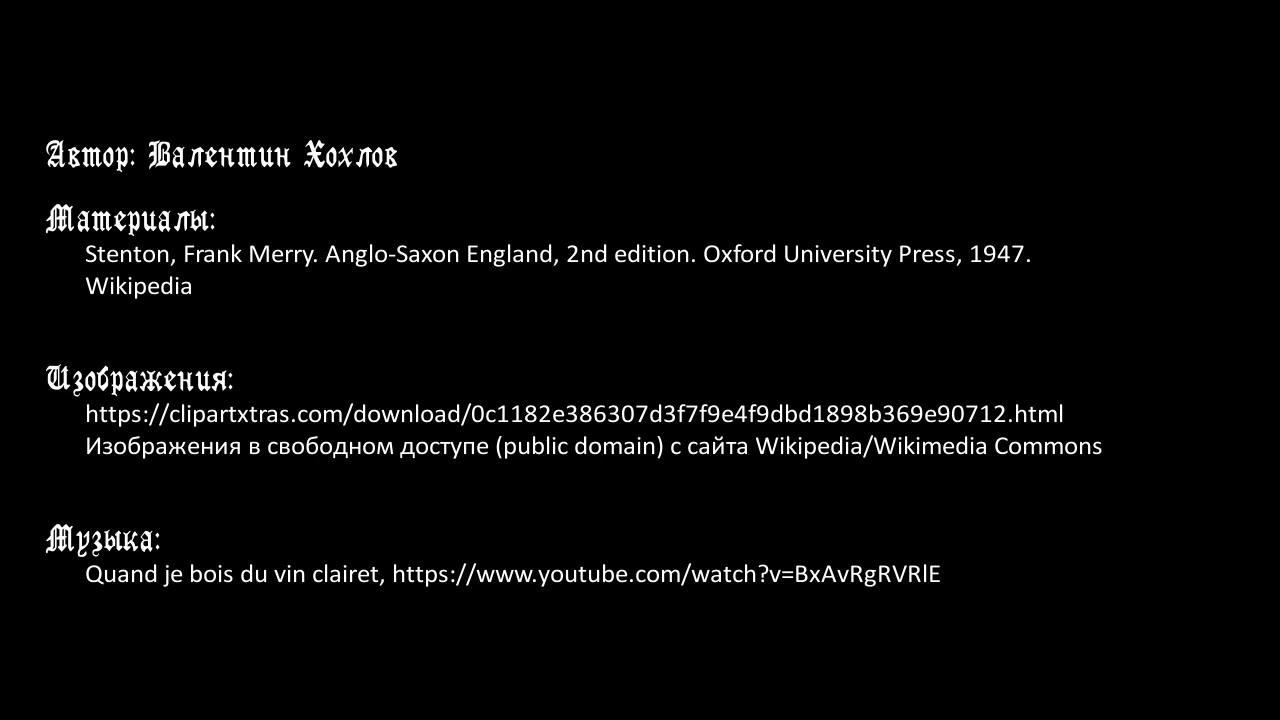 Автор: Валентин Хохлов
Материалы:
Stenton, Frank Merry. Anglo-Saxon England, 2nd edition. Oxford University Press, 1947.
Wikipedia
Изображения:
https://clipartxtras.com/download/0c1182e386307d3f7f9e4f9dbd1898b369e90712.html
Изображения в свободном доступе (public domain) с сайта Wikipedia/Wikimedia Commons
Музыка:
Quand je bois du vin clairet, https://www.youtube.com/watch?v=BxAvRgRVRlE